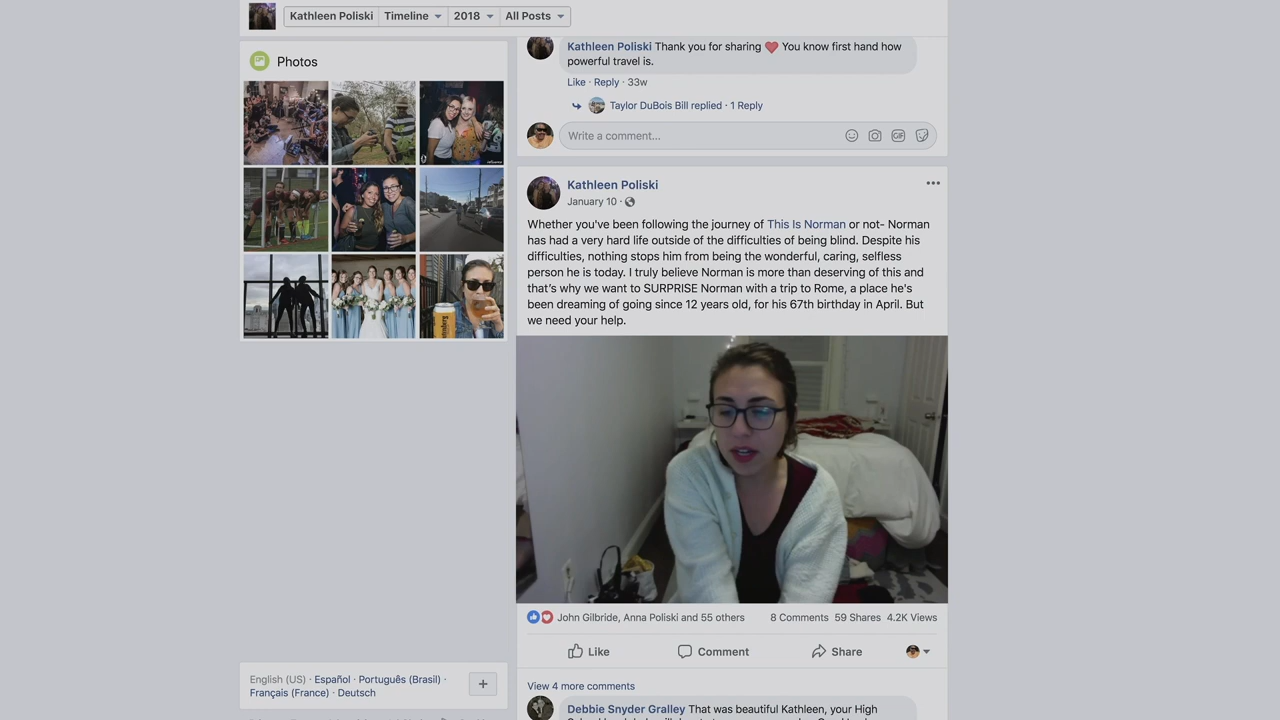 Kathleen Poliski Timeline 2018 All Posts
Photos
Kathleen Poliski Thank you for sharing ❤️ You know first hand how
powerful travel is.
Like · Reply · 33w
Taylor DuBois Bill replied · 1 Reply
Write a comment...
GIF
Kathleen Poliski
January 10 ·
Whether you've been following the journey of This Is Norman or not- Norman
has had a very hard life outside of the difficulties of being blind. Despite his
difficulties, nothing stops him from being the wonderful, caring, selfless
person he is today. I truly believe Norman is more than deserving of this and
that's why we want to SURPRISE Norman with a trip to Rome, a place he's
been dreaming of going since 12 years old, for his 67th birthday in April. But
we need your help.
John Gilbride, Anna Poliski and 55 others 8 Comments 59 Shares 4.2K Views
Like Comment Share
View 4 more comments
Debbie Snyder Gralley That was beautiful Kathleen, your High
English (US) · Español · Português (Brasil) ·
Français (France) · Deutsch